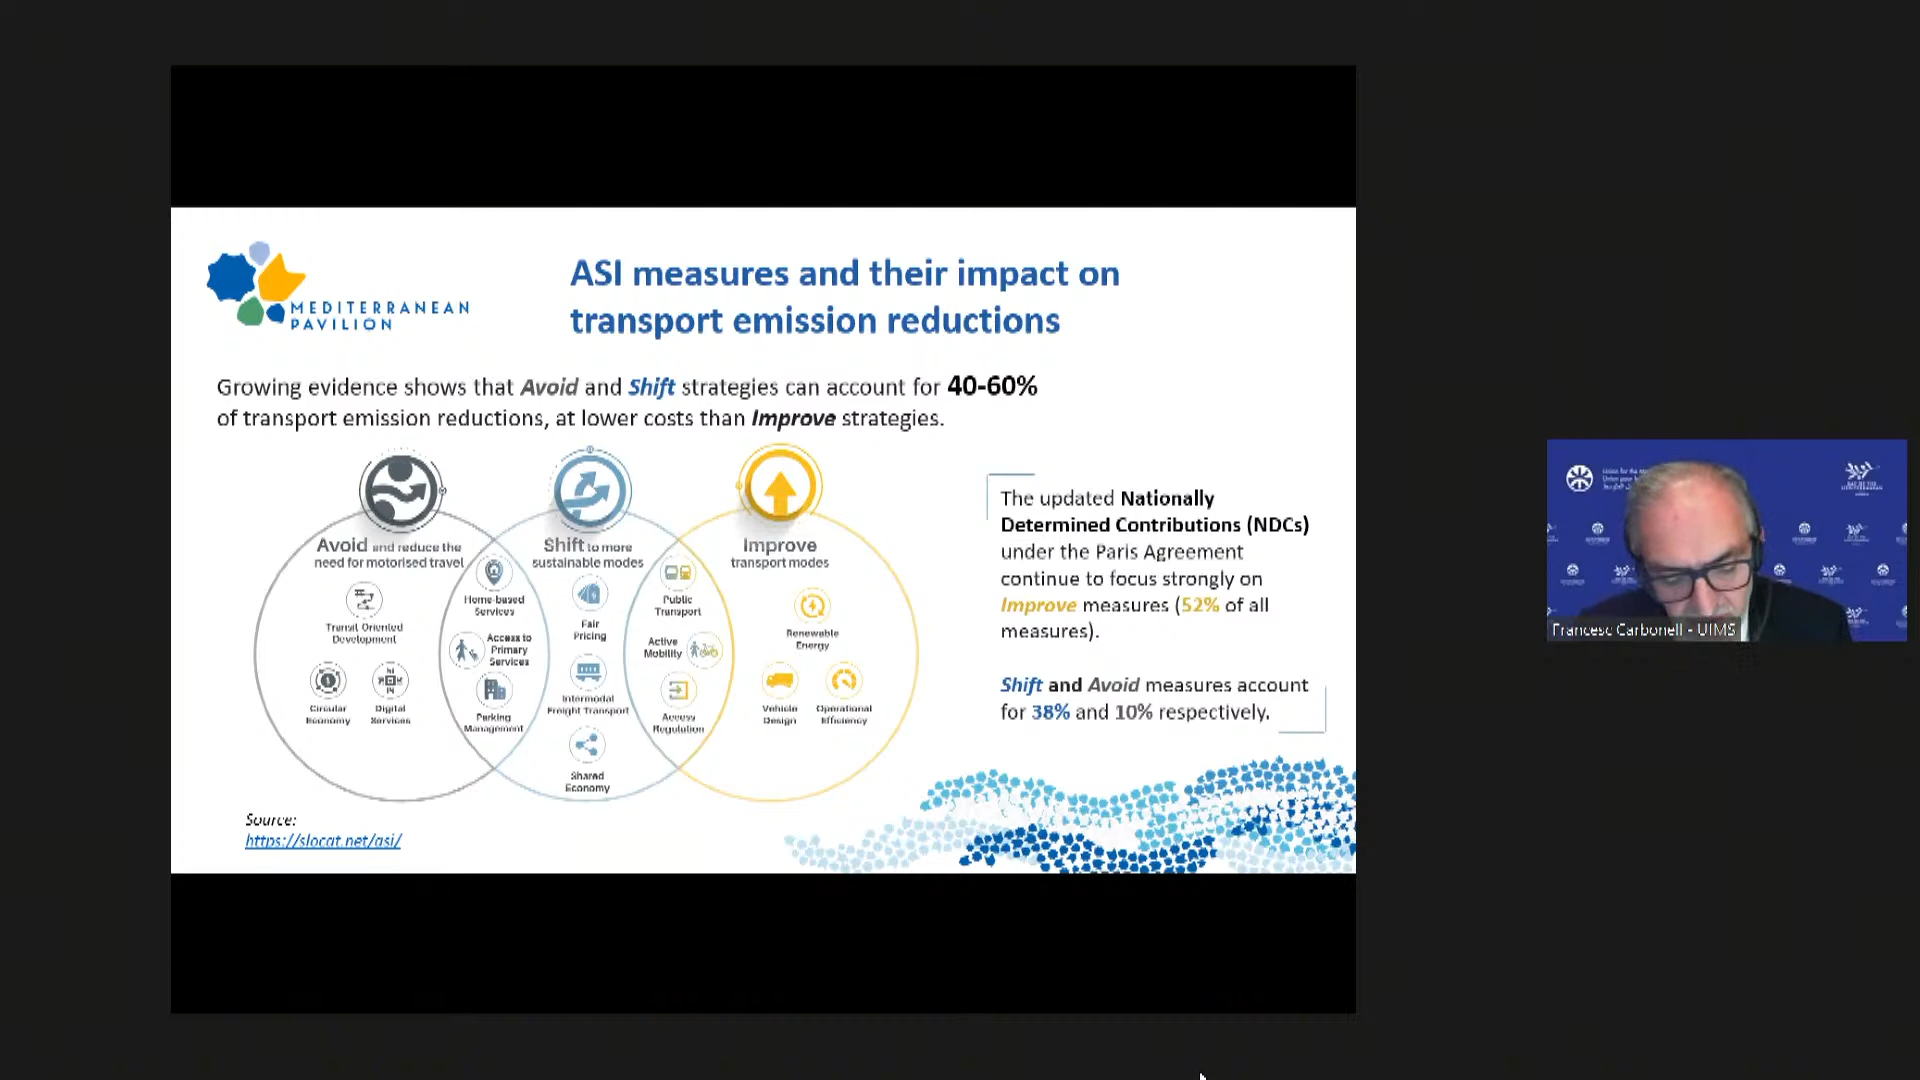 MEDITERRANEAN
PAVILION
ASI measures and their impact on
transport emission reductions
Growing evidence shows that Avoid and Shift strategies can account for 40-60%
of transport emission reductions, at lower costs than Improve strategies.
Avoid and reduce the
need for motorised travel
Transit Oriented
Development
Circular
Economy
Digital
Services
Home-based
Services
Access to
Primary
Services
Parking
Management
Shift to more
sustainable modes
Fair
Pricing
Intermodal
Freight Transport
Shared
Economy
Public
Transport
Active
Mobility
Access
Regulation
Improve
transport modes
Renewable
Energy
Vehicle
Design
Operational
Efficiency
The updated Nationally
Determined Contributions (NDCs)
under the Paris Agreement
continue to focus strongly on
Improve measures (52% of all
measures).
Shift and Avoid measures account
for 38% and 10% respectively.
Source:
https://slocat.net/asi/
Francesc Carbonell - UfMS